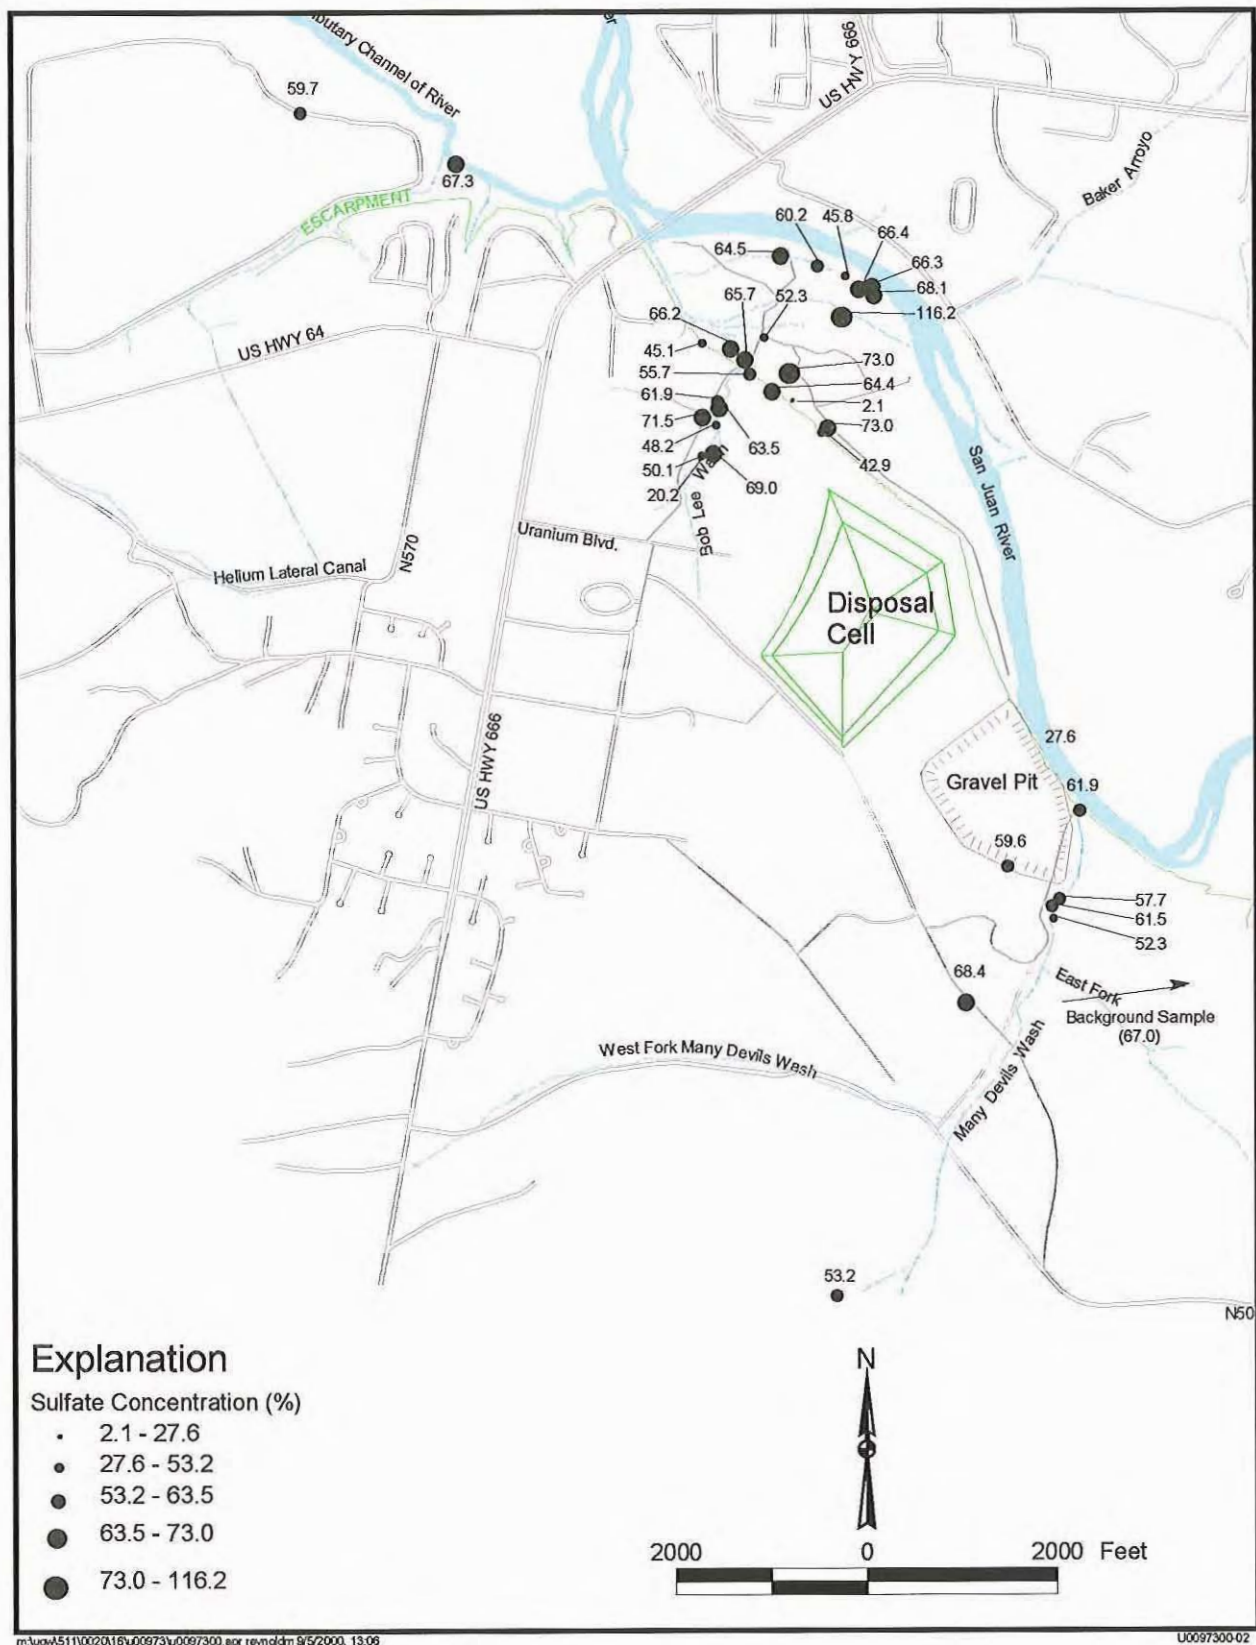 59.7
Tributary Channel of River
67.3
ESCARPMENT
US HWY 666
Baker Arroyo
60.2
45.8
66.4
64.5
66.3
68.1
116.2
65.7
52.3
66.2
45.1
55.7
73.0
64.4
2.1
61.9
71.5
73.0
48.2
63.5
42.9
50.1
69.0
20.2
US HWY 64
San Juan River
Bob Lee Wash
Uranium Blvd.
Helium Lateral Canal
N570
Disposal
Cell
US HWY 666
27.6
Gravel Pit
61.9
59.6
57.7
61.5
52.3
68.4
East Fork
Background Sample
(67.0)
West Fork Many Devils Wash
Many Devils Wash
53.2
N50
Explanation
Sulfate Concentration (%)
2.1 - 27.6
27.6 - 53.2
53.2 - 63.5
63.5 - 73.0
73.0 - 116.2
N
2000 0 2000 Feet
U0097300-02